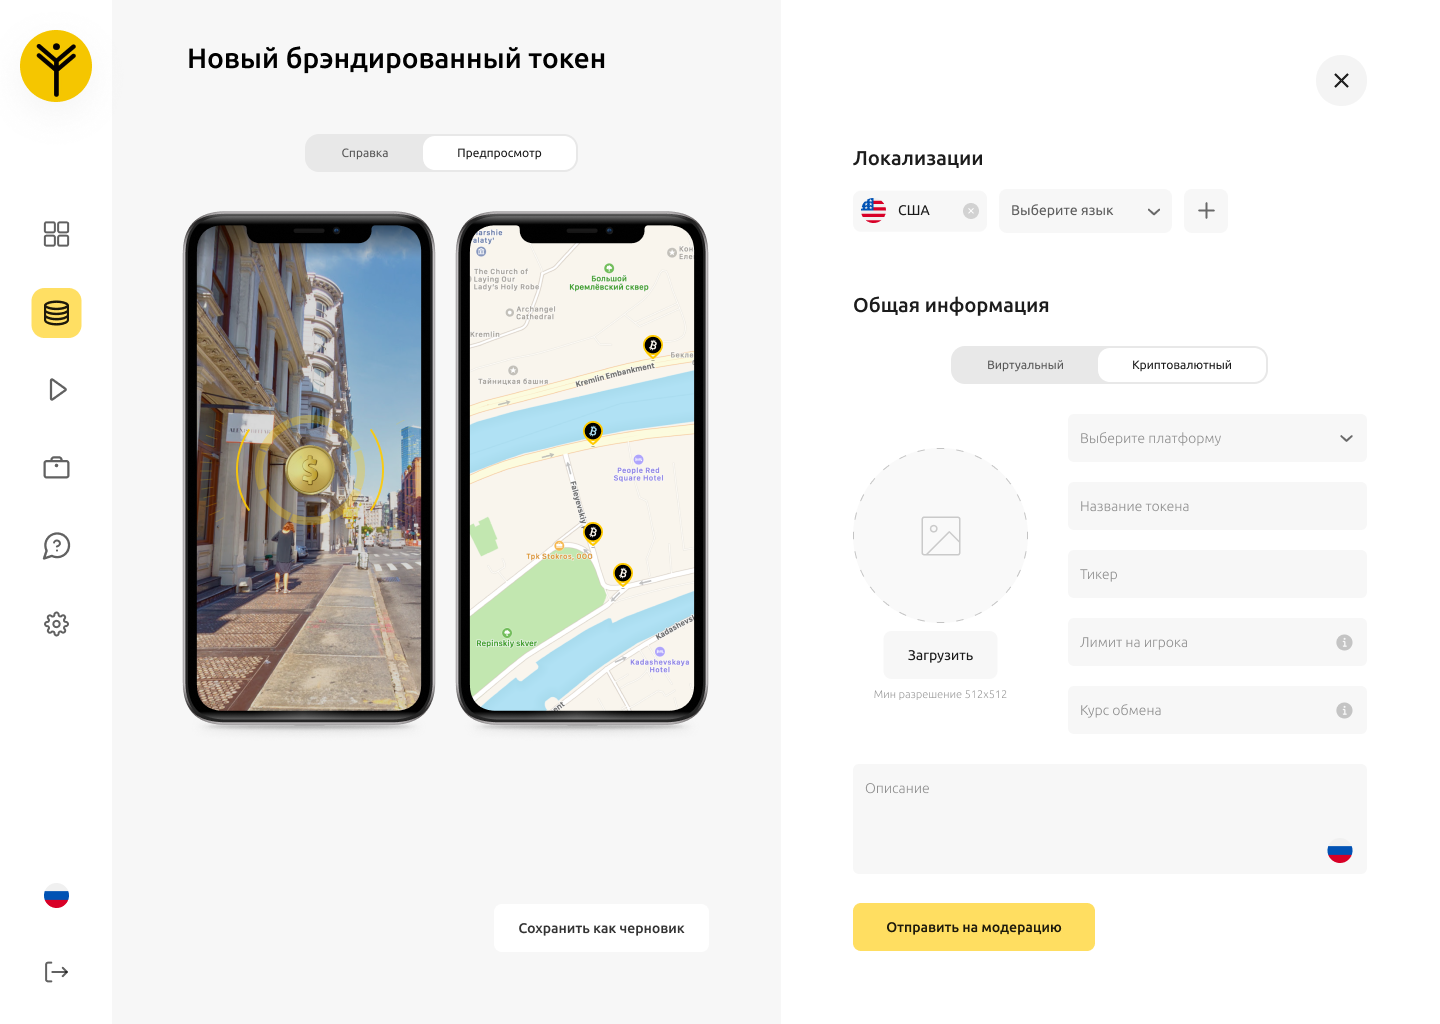 Новый брэндированный токен
Справка
Предпросмотр
alaty'
The Church of
Laying Our
Lady's Holy Robe
Большой
Кремлёвский сквер
Archangel
Cathedral
Kremlin
Тайницкая башня
Kremlin Embankment
People Red
Square Hotel
Faleyevskiy
Tpk Stokros, OOO
Repinskiy skver
Kadashevskaya
Hotel
Сохранить как черновик
Локализации
США
Выберите язык
Общая информация
Виртуальный
Криптовалютный
Выберите платформу
Название токена
Тикер
Лимит на игрока
Курс обмена
Загрузить
Мин разрешение 512x512
Описание
Отправить на модерацию